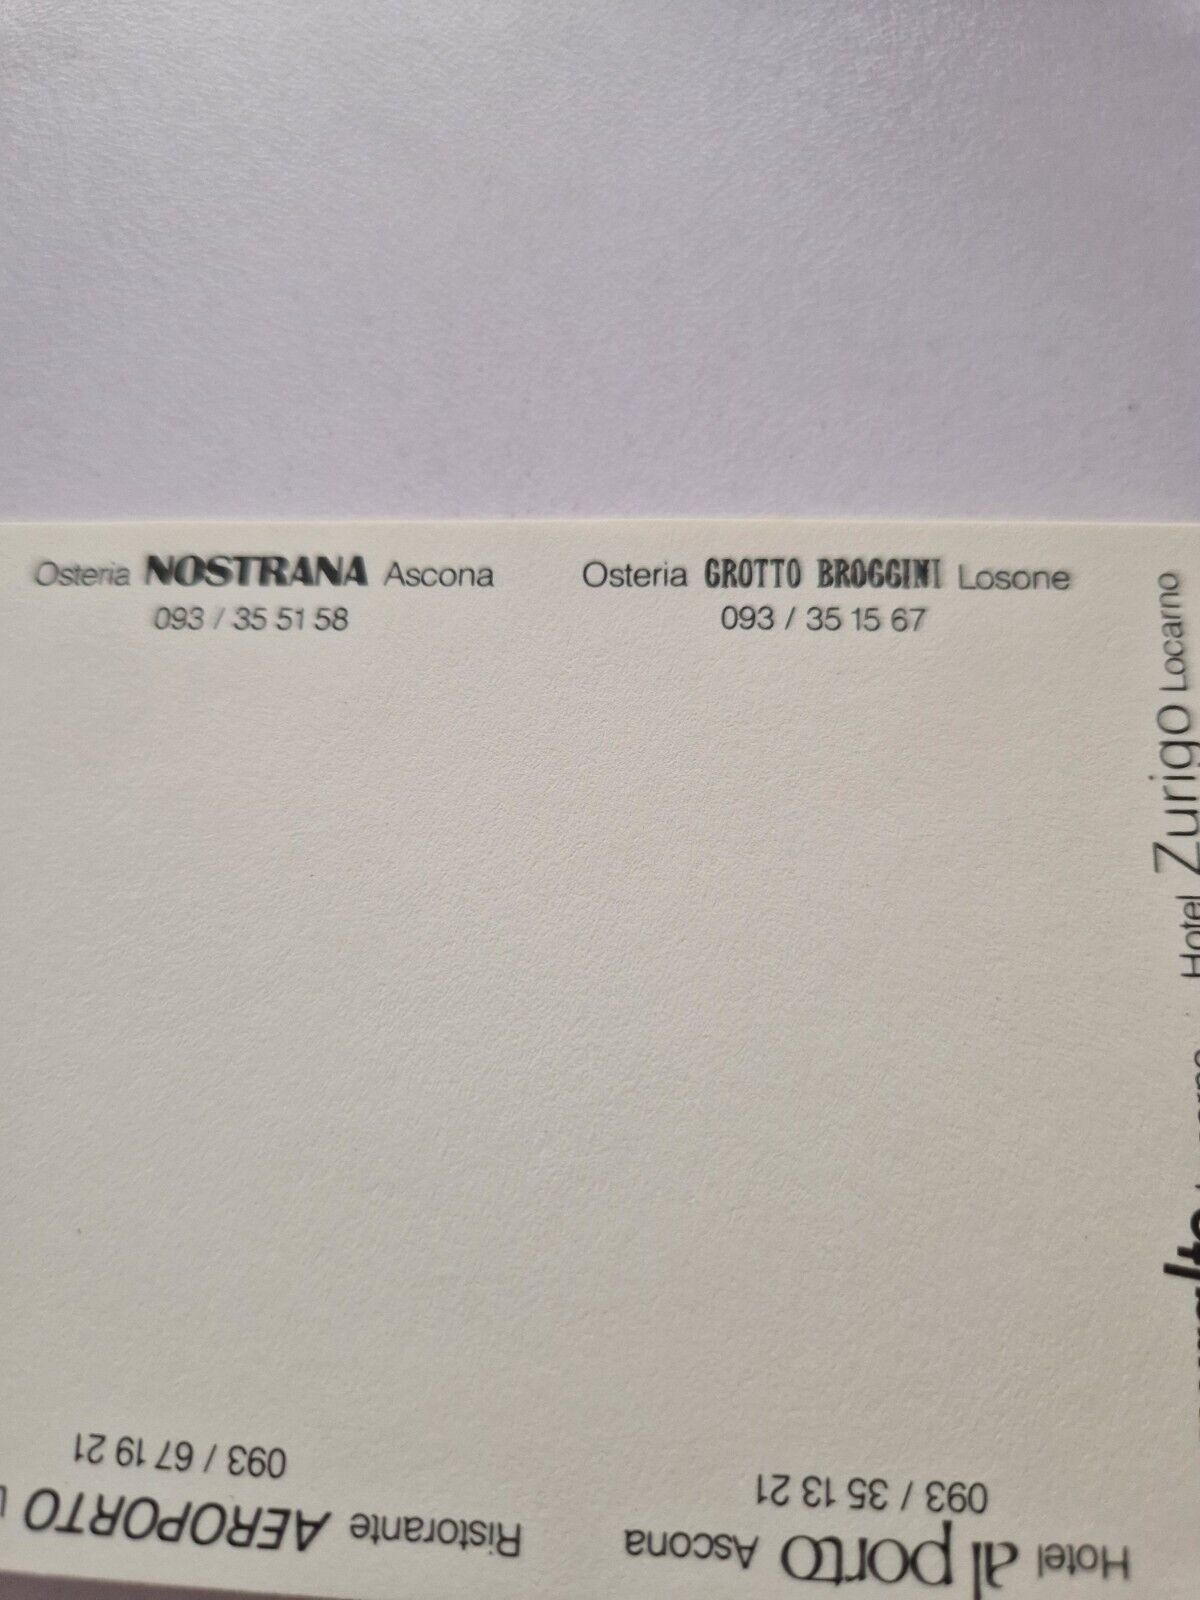 Osteria NOSTRANA Ascona
093 / 35 51 58
Osteria GROTTO BROGGINI Losone
093 / 35 15 67
Hotel Zurigo Locarno
Hotel al porto Ascona
093 / 35 13 21
Ristorante AEROPORTO
093 / 67 19 21